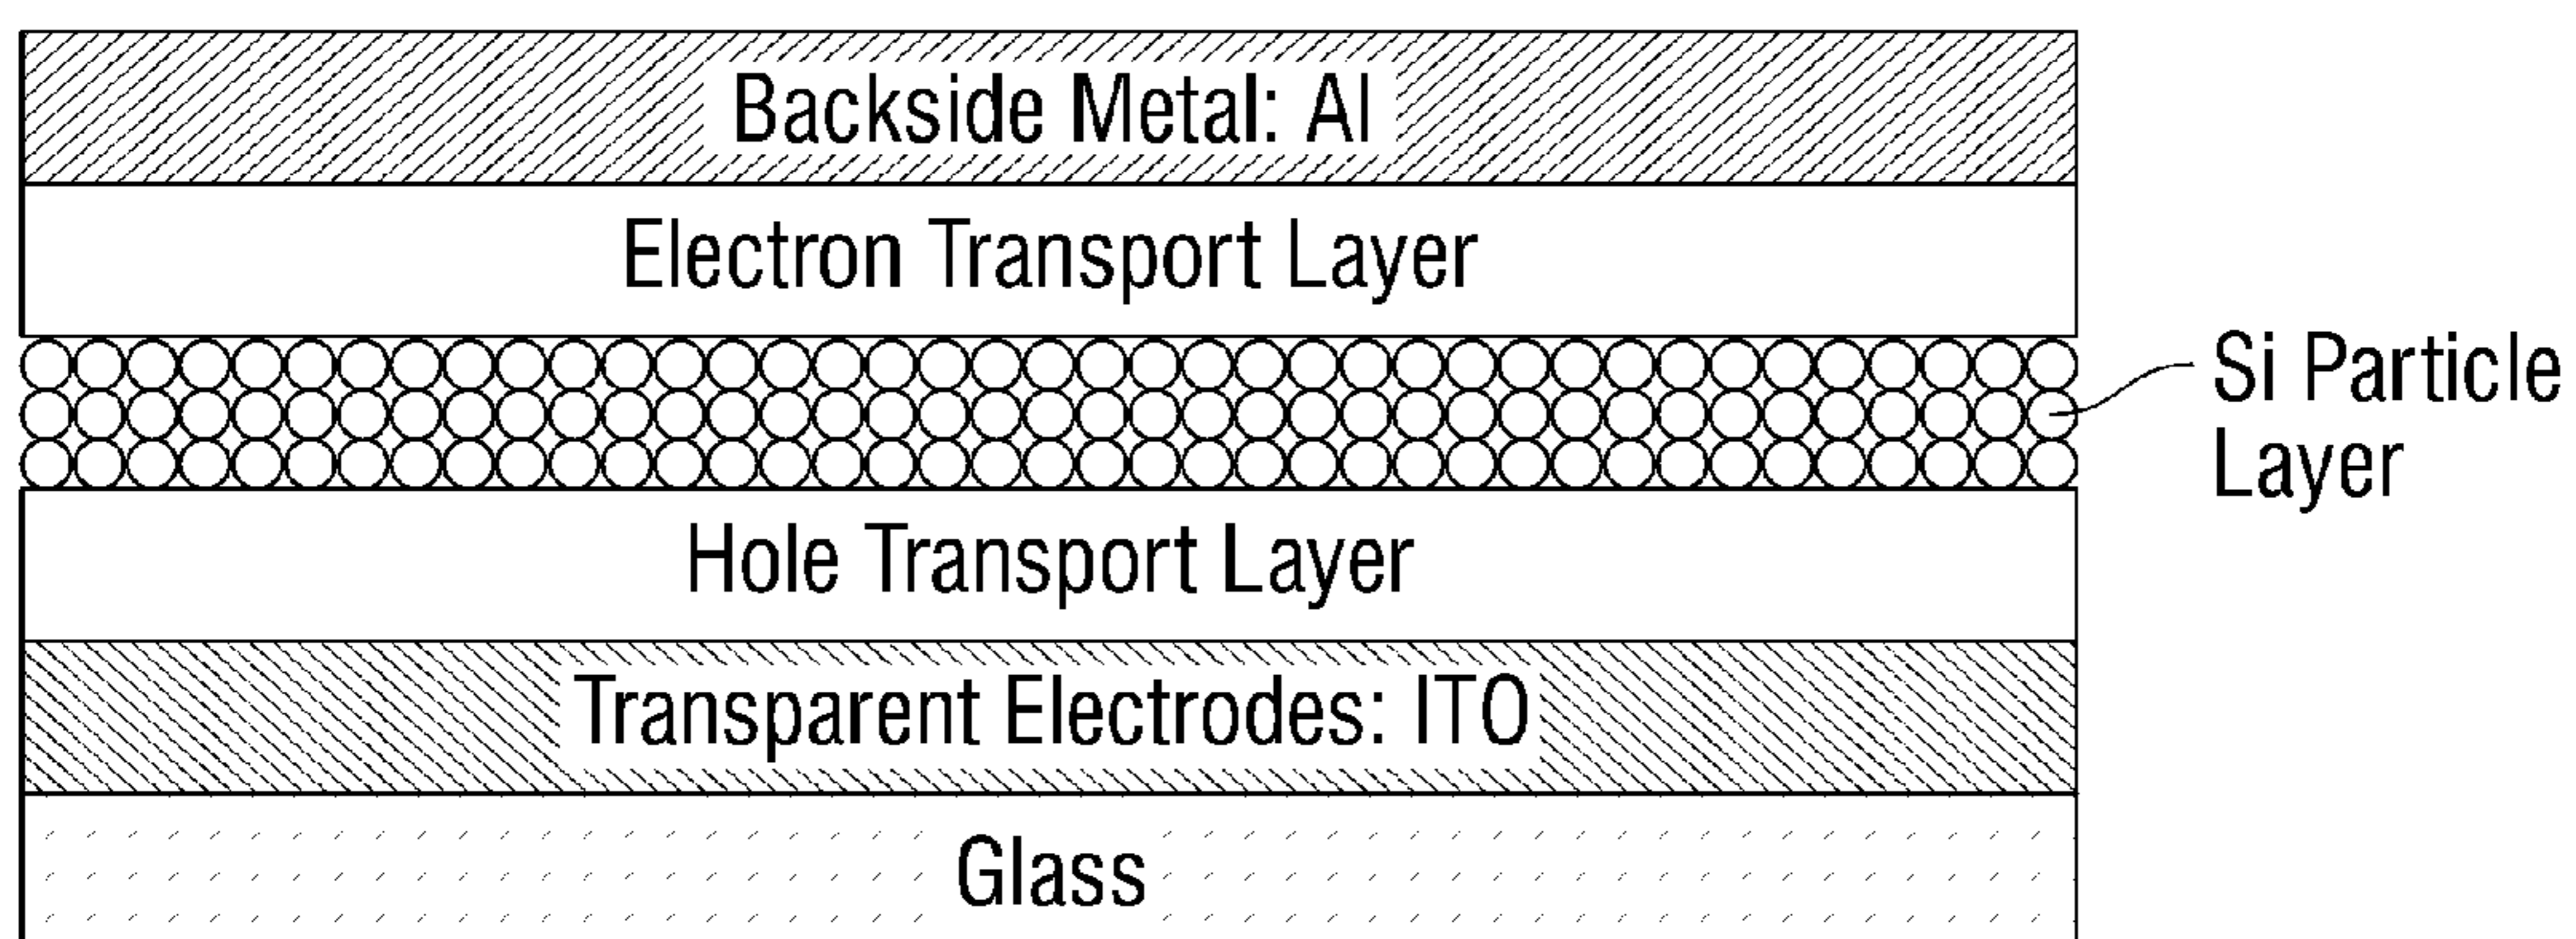 Backside Metal: Al
Electron Transport Layer
Si Particle
Layer
Hole Transport Layer
Transparent Electrodes: ITO
Glass